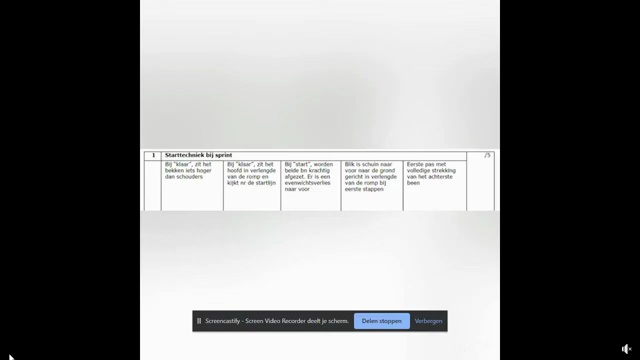 1 Starttechniek bij sprint /5
Bij "klaar", zit het
bekken iets hoger
dan schouders
Bij "klaar", zit het
hoofd in verlengde
van de romp en
kijkt nr de startlijn
Bij "start", worden
beide bn krachtig
afgezet. Er is een
evenwichtsverlies
naar voor
Blik is schuin naar
voor naar de grond
gericht in verlengde
van de romp bij
eerste stappen
Eerste pas met
volledige strekking
van het achterste
been
Screencastify - Screen Video Recorder deelt je scherm.
Delen stoppen
Verbergen